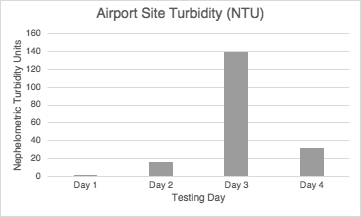 Airport Site Turbidity (NTU)
Nephelometric Turbidity Units
160
140
120
100
80
60
40
20
0
Day 1 Day 2 Day 3 Day 4
Testing Day